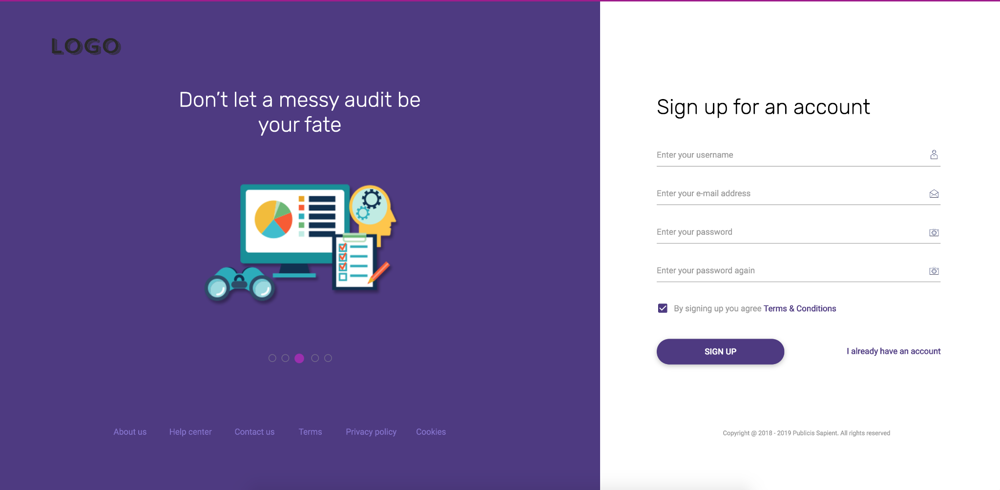 LOGO
Don't let a messy audit be
your fate
About us Help center Contact us Terms Privacy policy Cookies
Sign up for an account
Enter your username
Enter your e-mail address
Enter your password
Enter your password again
By signing up you agree Terms & Conditions
SIGN UP
I already have an account
Copyright @ 2018 - 2019 Publicis Sapient. All rights reserved